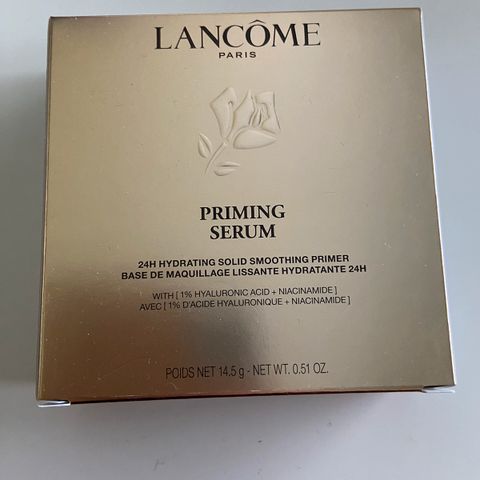 LANCÔME
PARIS
PRIMING
SERUM
24H HYDRATING SOLID SMOOTHING PRIMER
BASE DE MAQUILLAGE LISSANTE HYDRATANTE 24H
WITH [ 1% HYALURONIC ACID + NIACINAMIDE ]
AVEC [ 1% D'ACIDE HYALURONIQUE + NIACINAMIDE ]
POIDS NET 14.5 g - NET WT. 0.51 OZ.